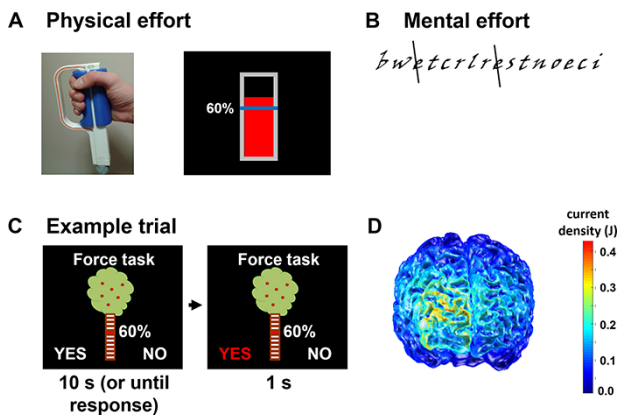 A Physical effort
60%
B Mental effort
bwetcrlrestnoeci
C Example trial
Force task
60%
YES NO
10 s (or until
response)
Force task
60%
YES NO
1 s
D
current
density (J)
0.4
0.3
0.2
0.1
0.0